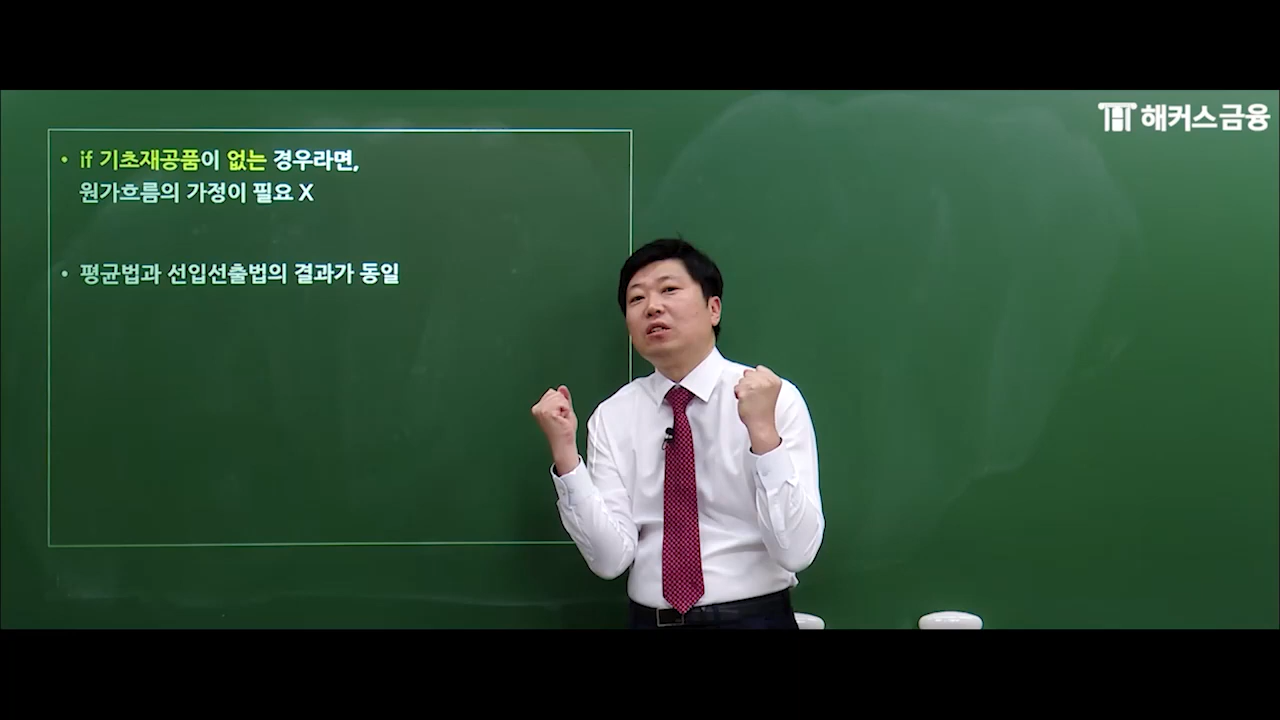 해커스금융
• if 기초재공품이 없는 경우라면,
원가흐름의 가정이 필요 X
• 평균법과 선입선출법의 결과가 동일